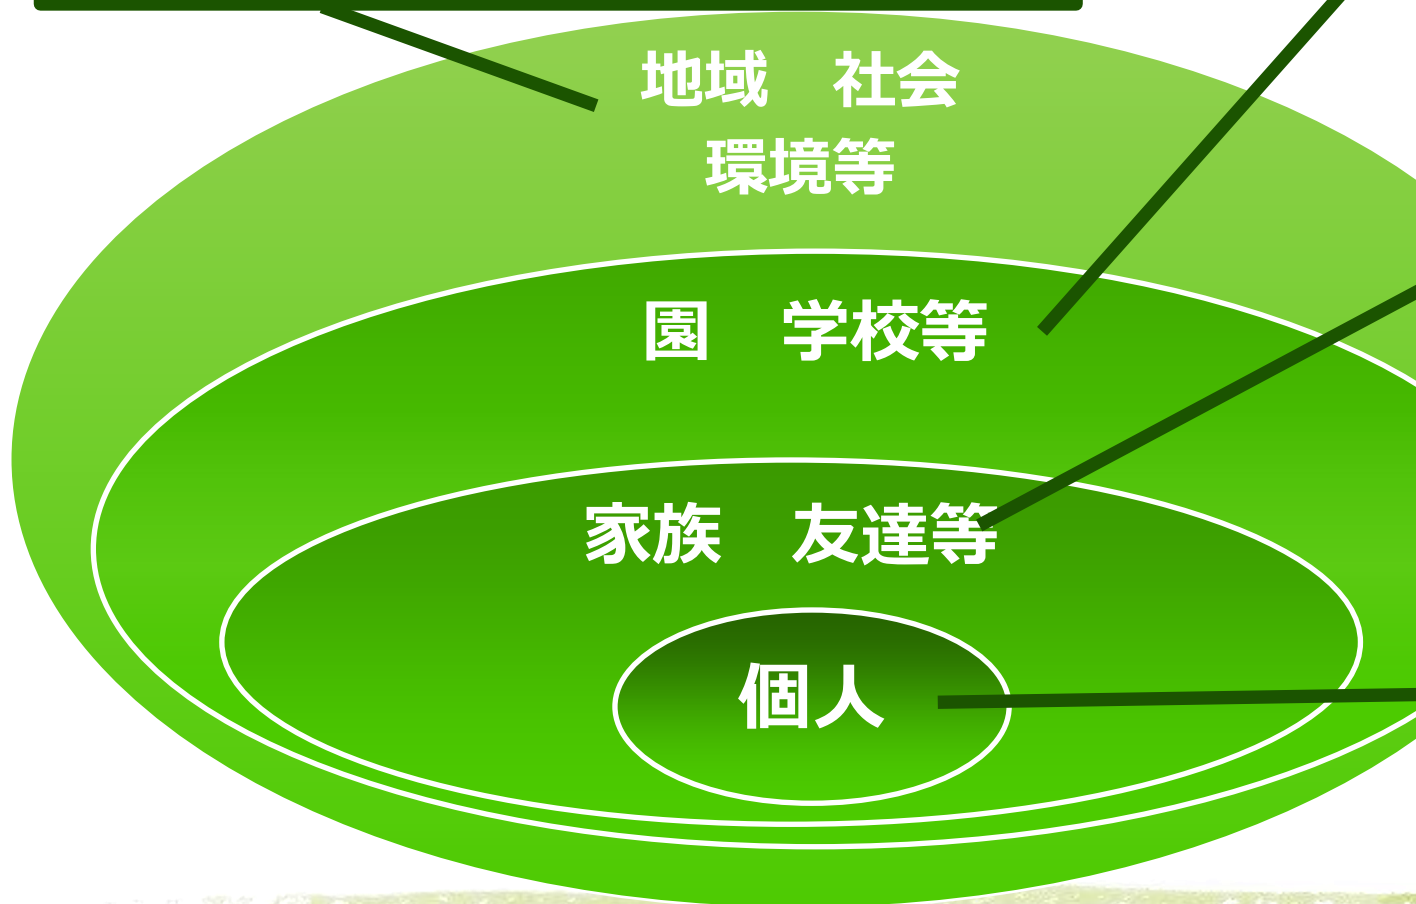 地域　社会
環境等
園　学校等
家族　友達等
個人